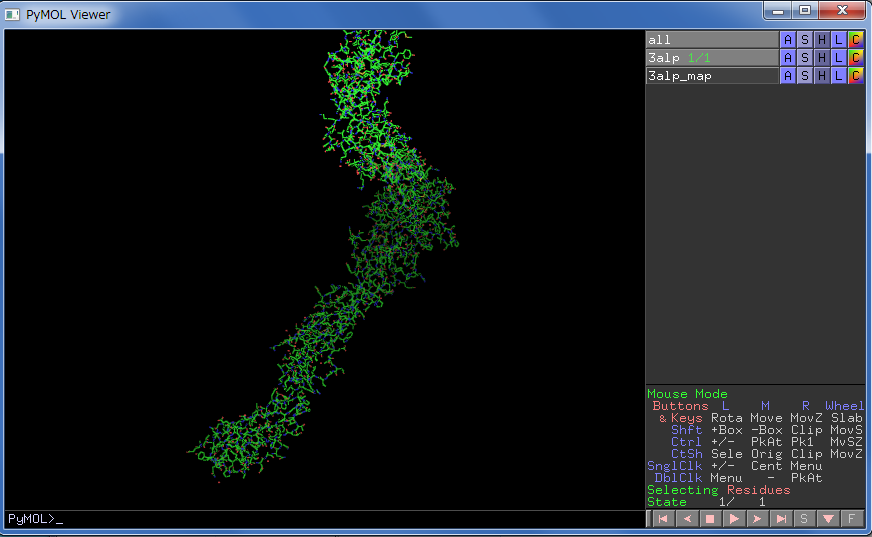 PyMOL Viewer
all A S H L C
3alp 1/1 A S H L C
3alp_map A S H L C
Mouse Mode
Buttons L M R Wheel
& Keys Rota Move MovZ Slab
Shft +Box -Box Clip MovS
Ctrl +/- PkAt Pk1 MvSZ
CtSh Sele Orig Clip MovZ
SnglClk +/- Cent Menu
DblClk Menu - PkAt
Selecting Residues
State 1/ 1
PyMOL>_
S F